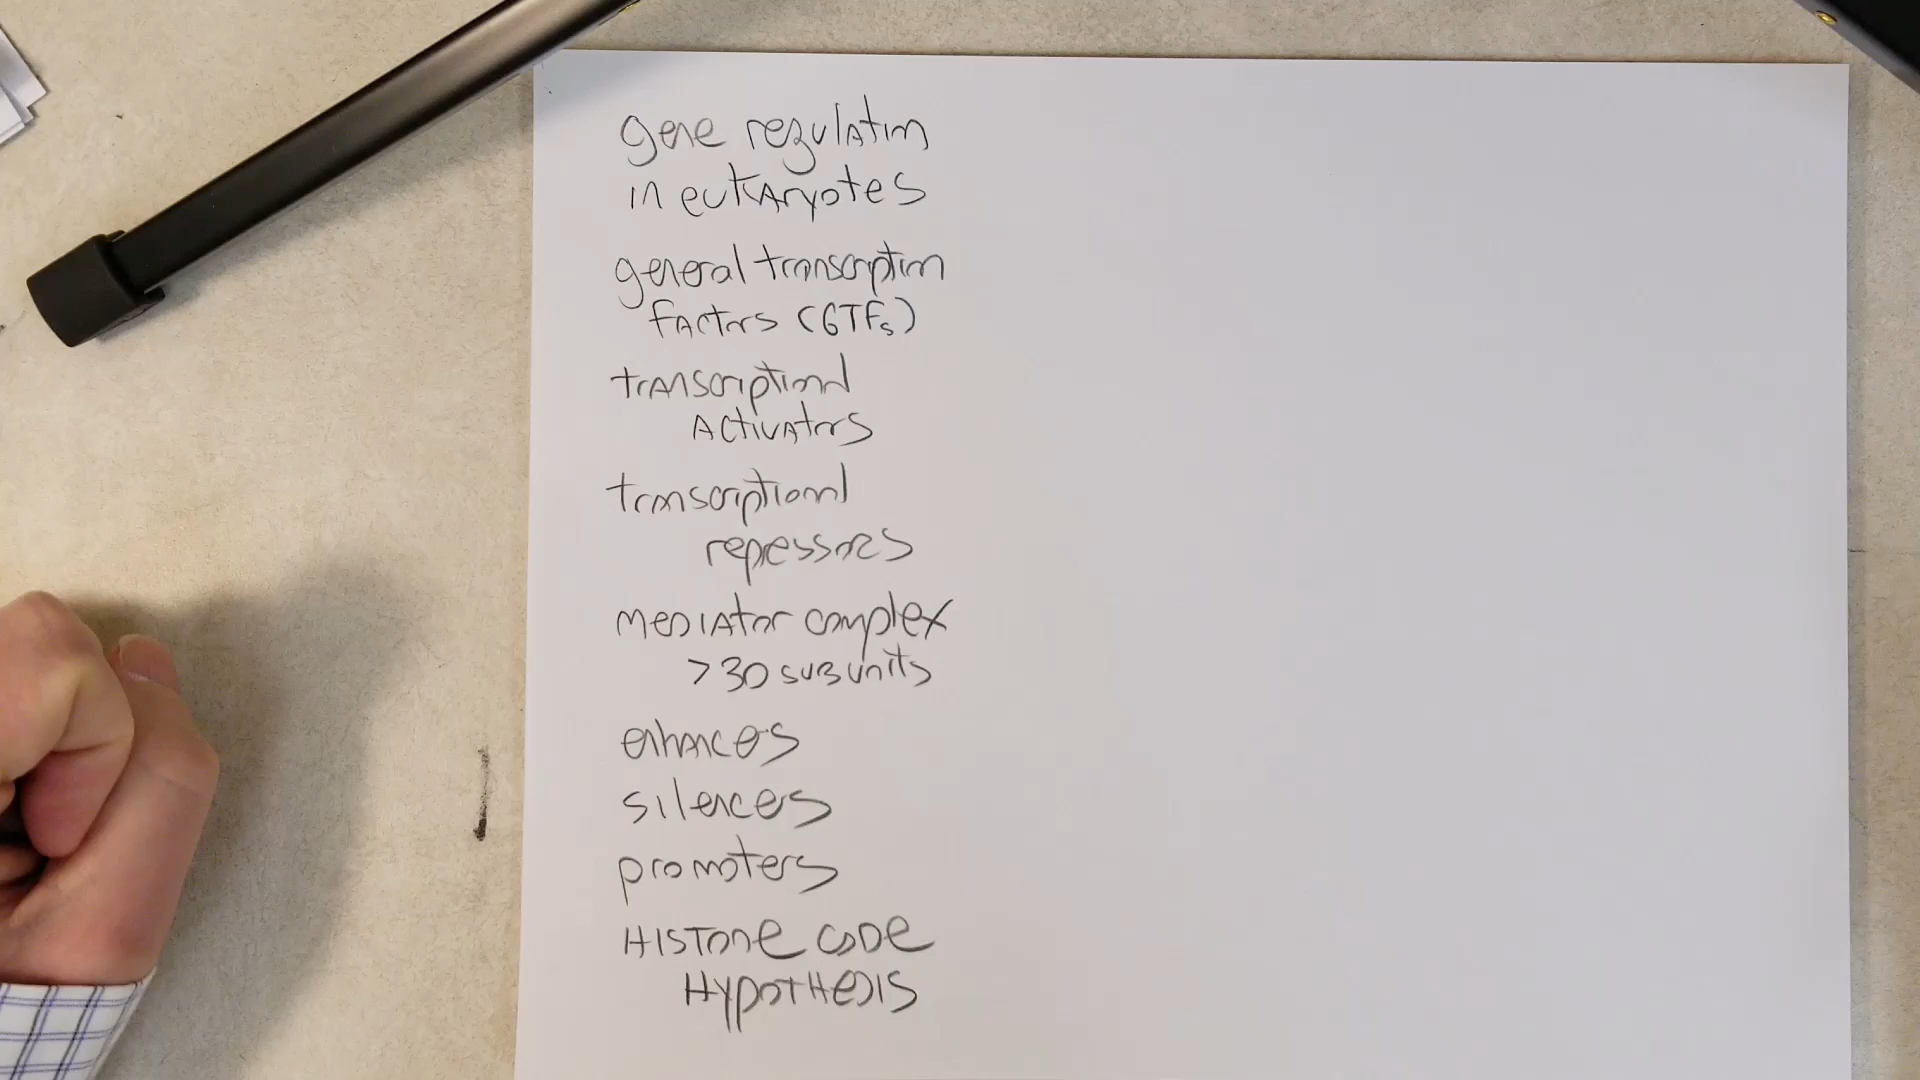 gene regulation
in eukaryotes
general transcription
factors (GTFs)
transcriptional
activators
transcriptional
repressors
mediator complex
>30 subunits
enhancers
silencers
promoters
Histone code
Hypothesis